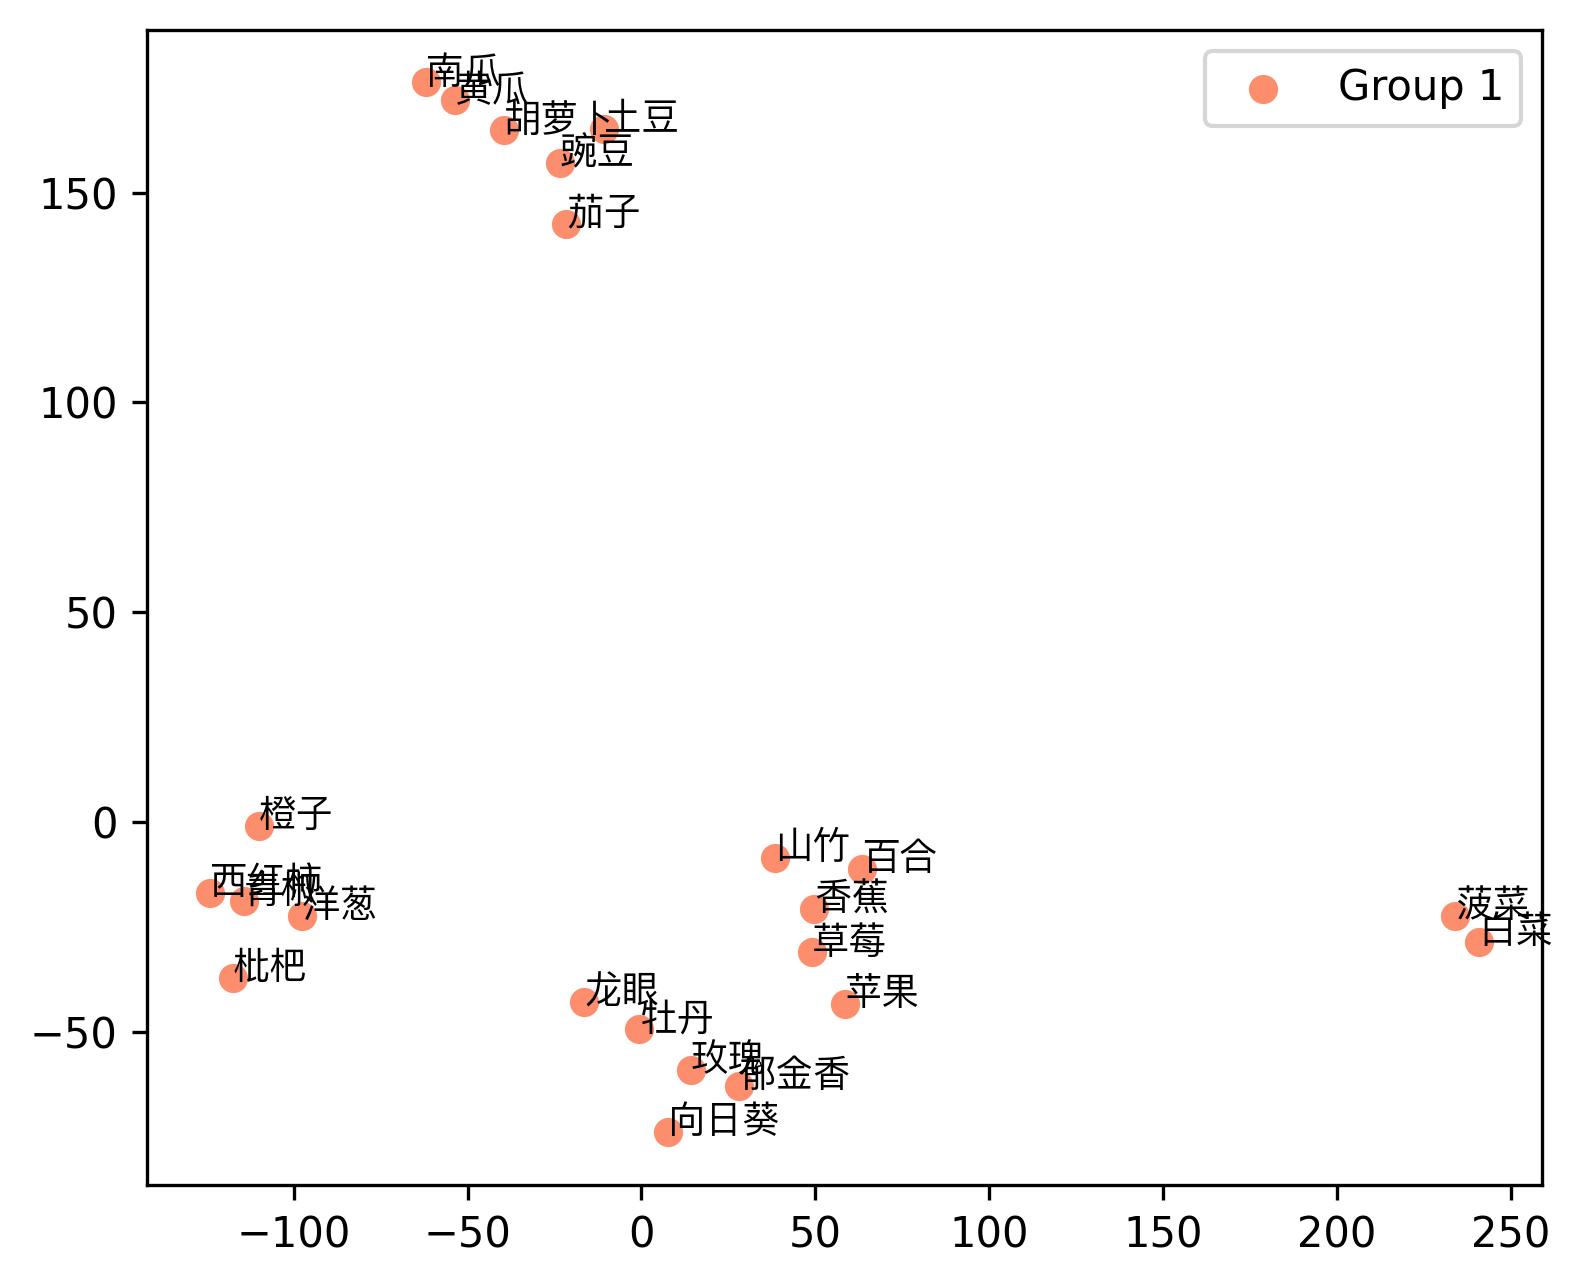 Group 1
南瓜
黄瓜
胡萝卜
土豆
豌豆
茄子
150
100
50
0
−50
橙子
西红柿
青椒
洋葱
枇杷
山竹
百合
香蕉
草莓
苹果
菠菜
白菜
龙眼
牡丹
玫瑰
郁金香
向日葵
−100
−50
0
50
100
150
200
250